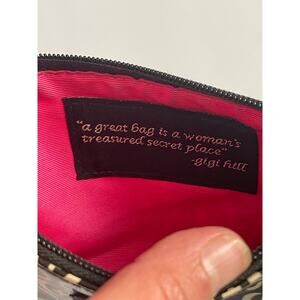 "a great bag is a woman's
treasured secret place"
-gigi hill